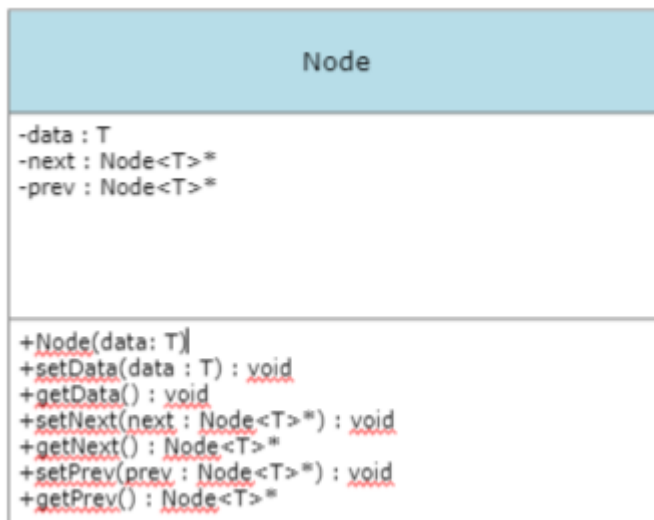 Node
-data : T
-next : Node<T>*
-prev : Node<T>*
+Node(data: T)
+setData(data : T) : void
+getData() : void
+setNext(next : Node<T>*) : void
+getNext() : Node<T>*
+setPrev(prev : Node<T>*) : void
+getPrev() : Node<T>*